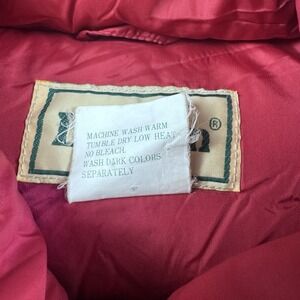 ®
MACHINE WASH WARM
TUMBLE DRY LOW HEAT
NO BLEACH.
WASH DARK COLORS
SEPARATELY